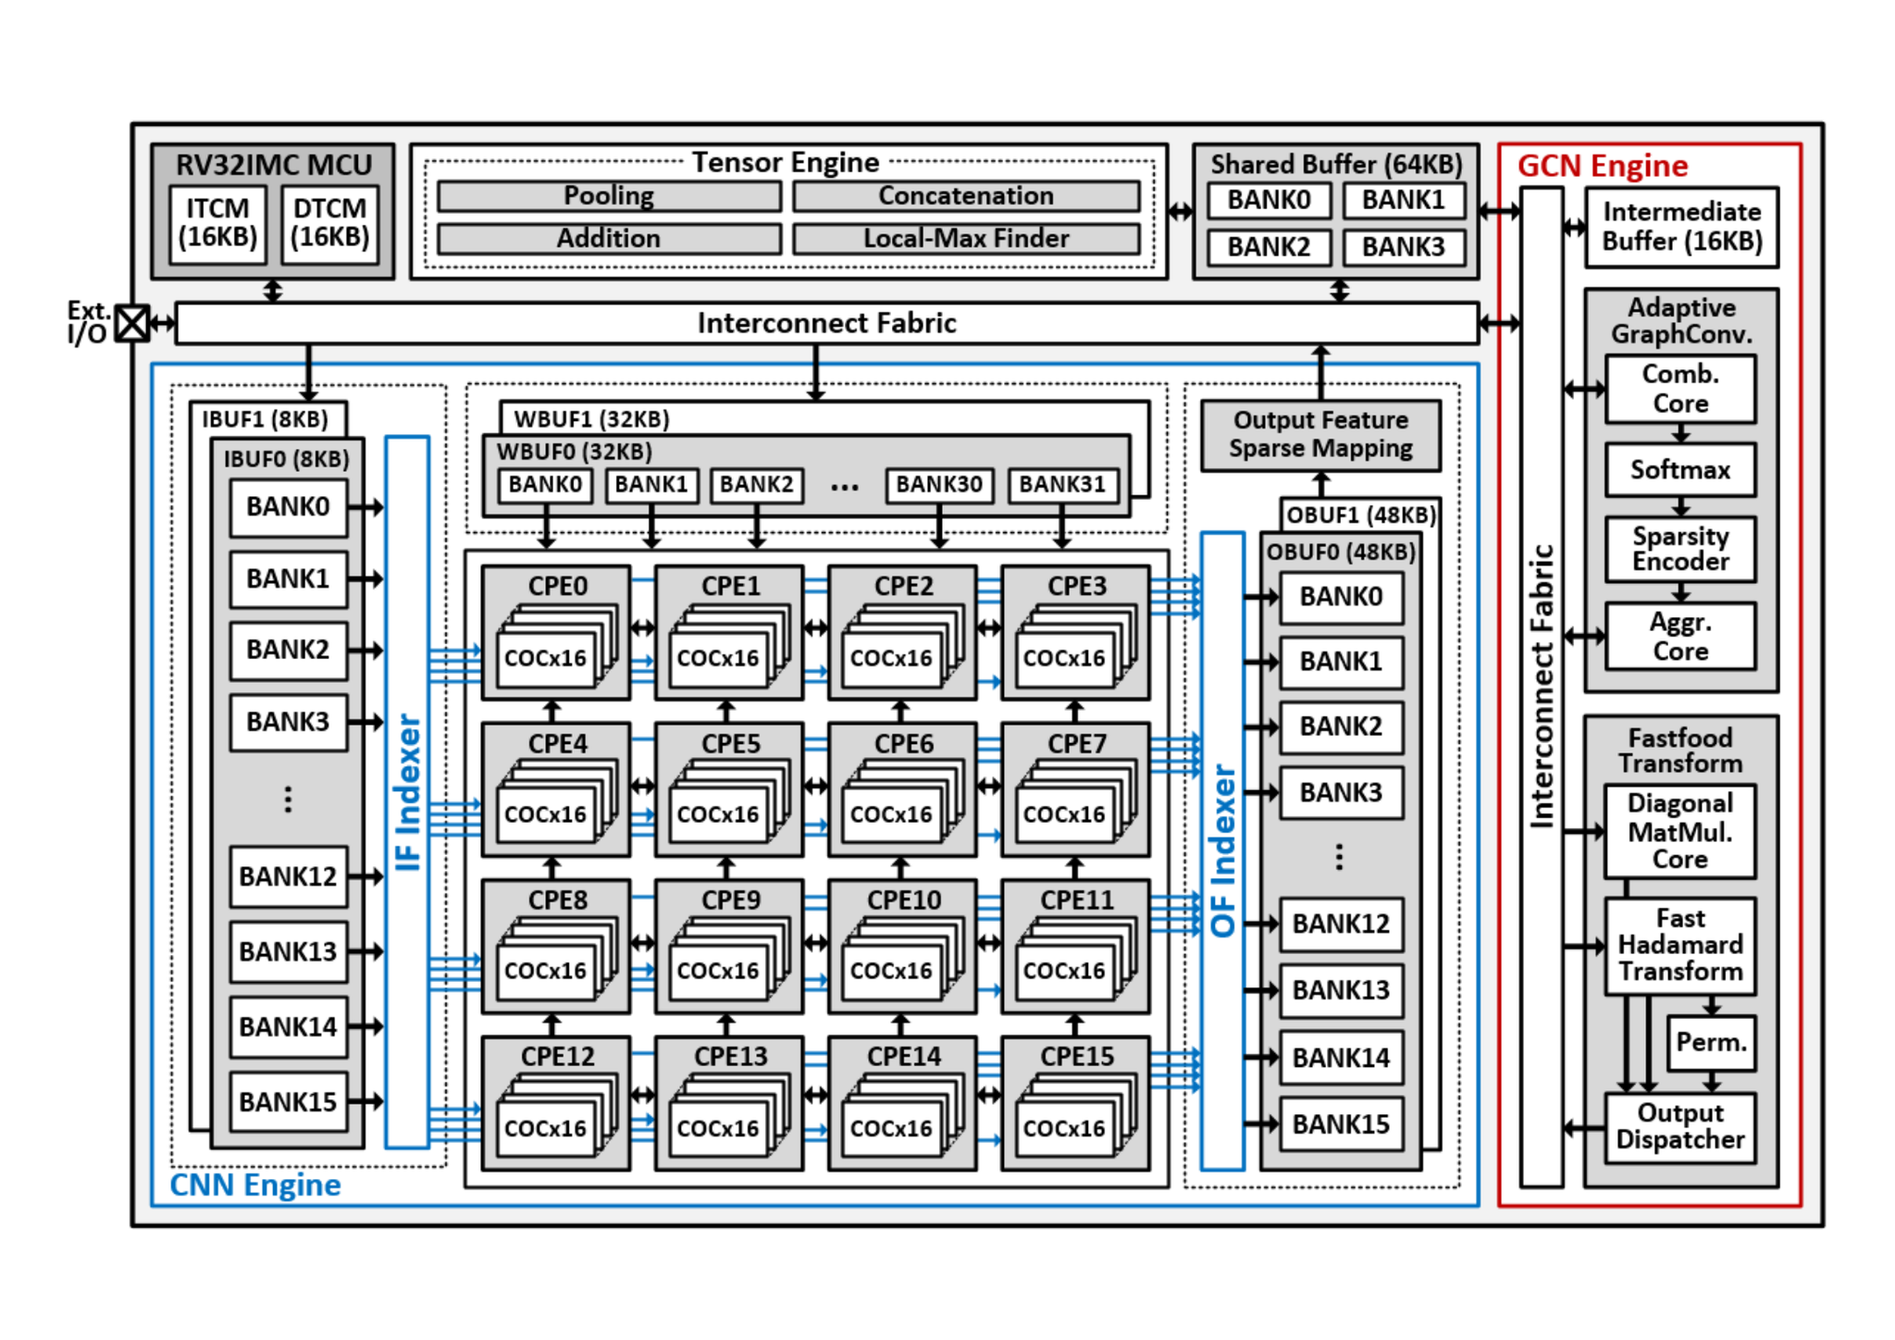 RV32IMC MCU
ITCM
(16KB)
DTCM
(16KB)
Tensor Engine
Pooling
Concatenation
Addition
Local-Max Finder
Shared Buffer (64KB)
BANK0
BANK1
BANK2
BANK3
GCN Engine
Intermediate
Buffer (16KB)
Ext.
I/O
Interconnect Fabric
Interconnect Fabric
Adaptive
GraphConv.
Comb.
Core
Softmax
Sparsity
Encoder
Aggr.
Core
Fastfood
Transform
Diagonal
MatMul.
Core
Fast
Hadamard
Transform
Perm.
Output
Dispatcher
IBUF1 (8KB)
IBUF0 (8KB)
BANK0
BANK1
BANK2
BANK3
⋮
BANK12
BANK13
BANK14
BANK15
IF Indexer
CNN Engine
WBUF1 (32KB)
WBUF0 (32KB)
BANK0
BANK1
BANK2
...
BANK30
BANK31
CPE0
COCx16
CPE1
COCx16
CPE2
COCx16
CPE3
COCx16
CPE4
COCx16
CPE5
COCx16
CPE6
COCx16
CPE7
COCx16
CPE8
COCx16
CPE9
COCx16
CPE10
COCx16
CPE11
COCx16
CPE12
COCx16
CPE13
COCx16
CPE14
COCx16
CPE15
COCx16
Output Feature
Sparse Mapping
OF Indexer
OBUF1 (48KB)
OBUF0 (48KB)
BANK0
BANK1
BANK2
BANK3
⋮
BANK12
BANK13
BANK14
BANK15